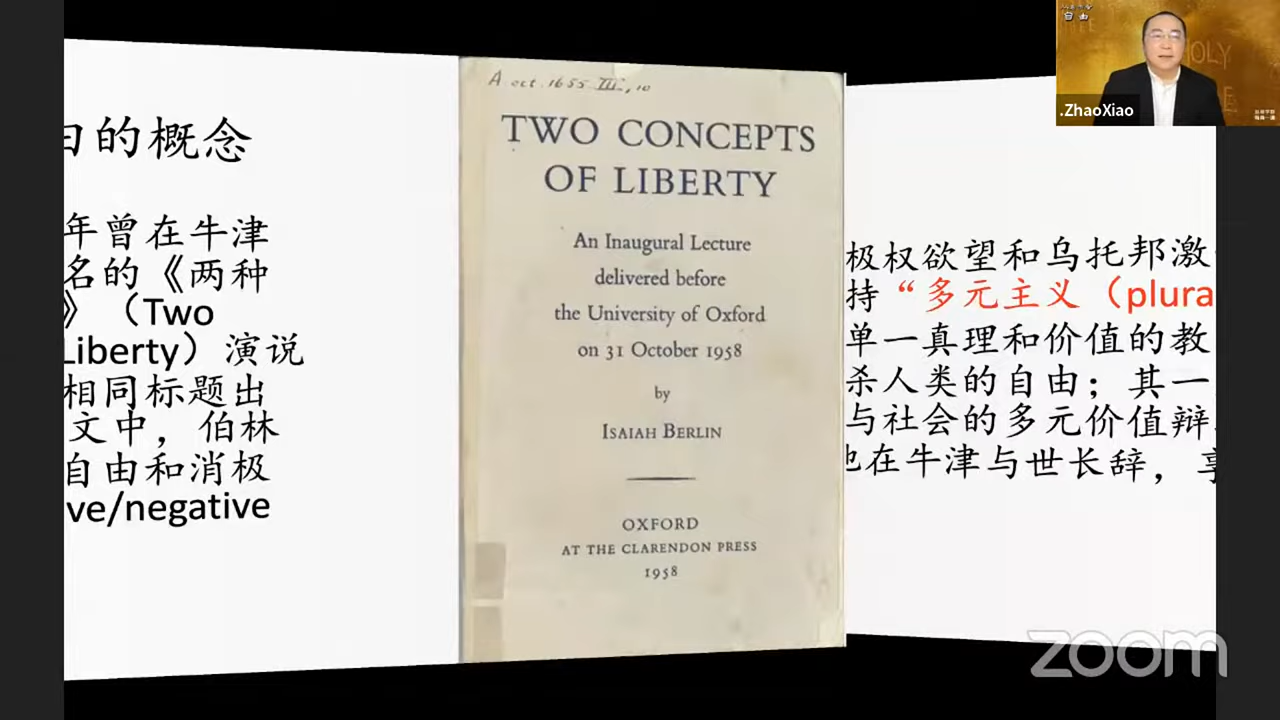 由的概念
年曾在牛津
名的《两种
》（Two
Liberty）演说
相同标题出
文中，伯林
自由和消极
ve/negative
A oct. 1655 III., 10
TWO CONCEPTS
OF LIBERTY
An Inaugural Lecture
delivered before
the University of Oxford
on 31 October 1958
by
ISAIAH BERLIN
OXFORD
AT THE CLARENDON PRESS
1958
极权欲望和乌托邦激
持“多元主义（plura
单一真理和价值的教
杀人类的自由；其一
与社会的多元价值辩
也在牛津与世长辞，享
自由
HOLY
.ZhaoXiao
zoom